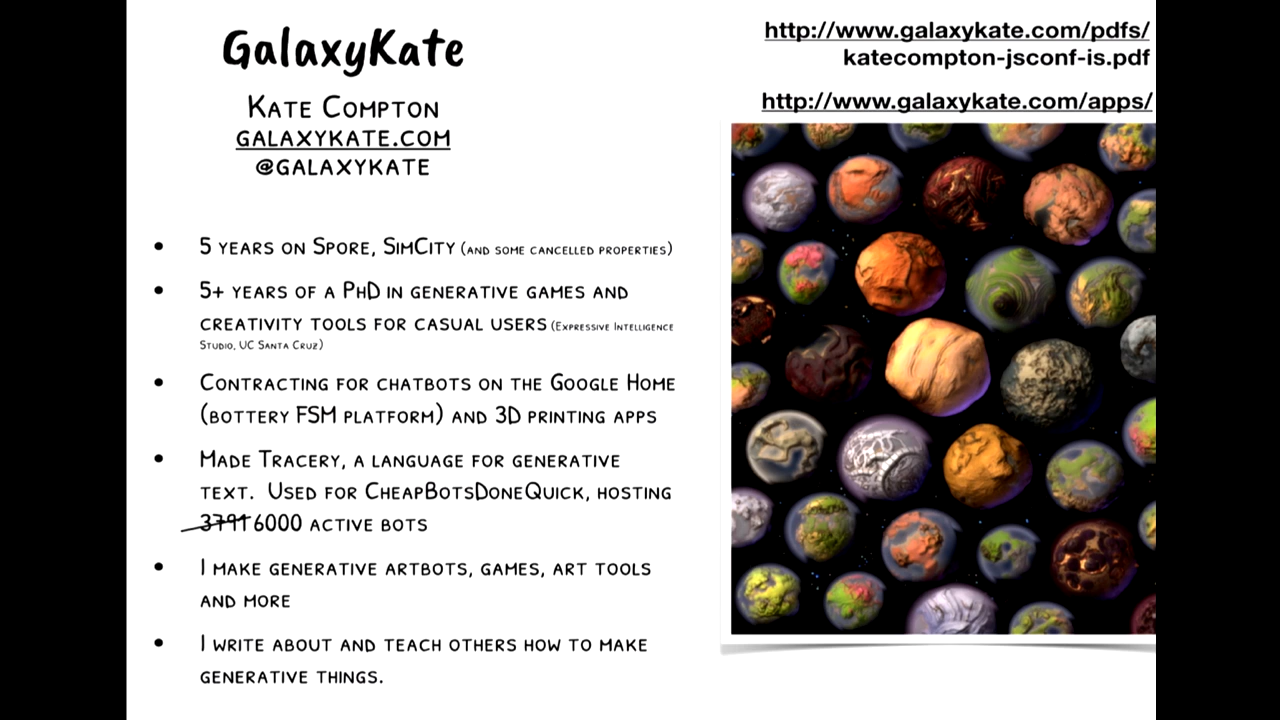 GalaxyKate
Kate Compton
galaxykate.com
@galaxykate
• 5 years on Spore, SimCity (and some cancelled properties)
• 5+ years of a PhD in generative games and
creativity tools for casual users (Expressive Intelligence
Studio, UC Santa Cruz)
• Contracting for chatbots on the Google Home
(bottery FSM platform) and 3D printing apps
• Made Tracery, a language for generative
text. Used for CheapBotsDoneQuick, hosting
3791 6000 active bots
• I make generative artbots, games, art tools
and more
• I write about and teach others how to make
generative things.
http://www.galaxykate.com/pdfs/
katecompton-jsconf-is.pdf
http://www.galaxykate.com/apps/